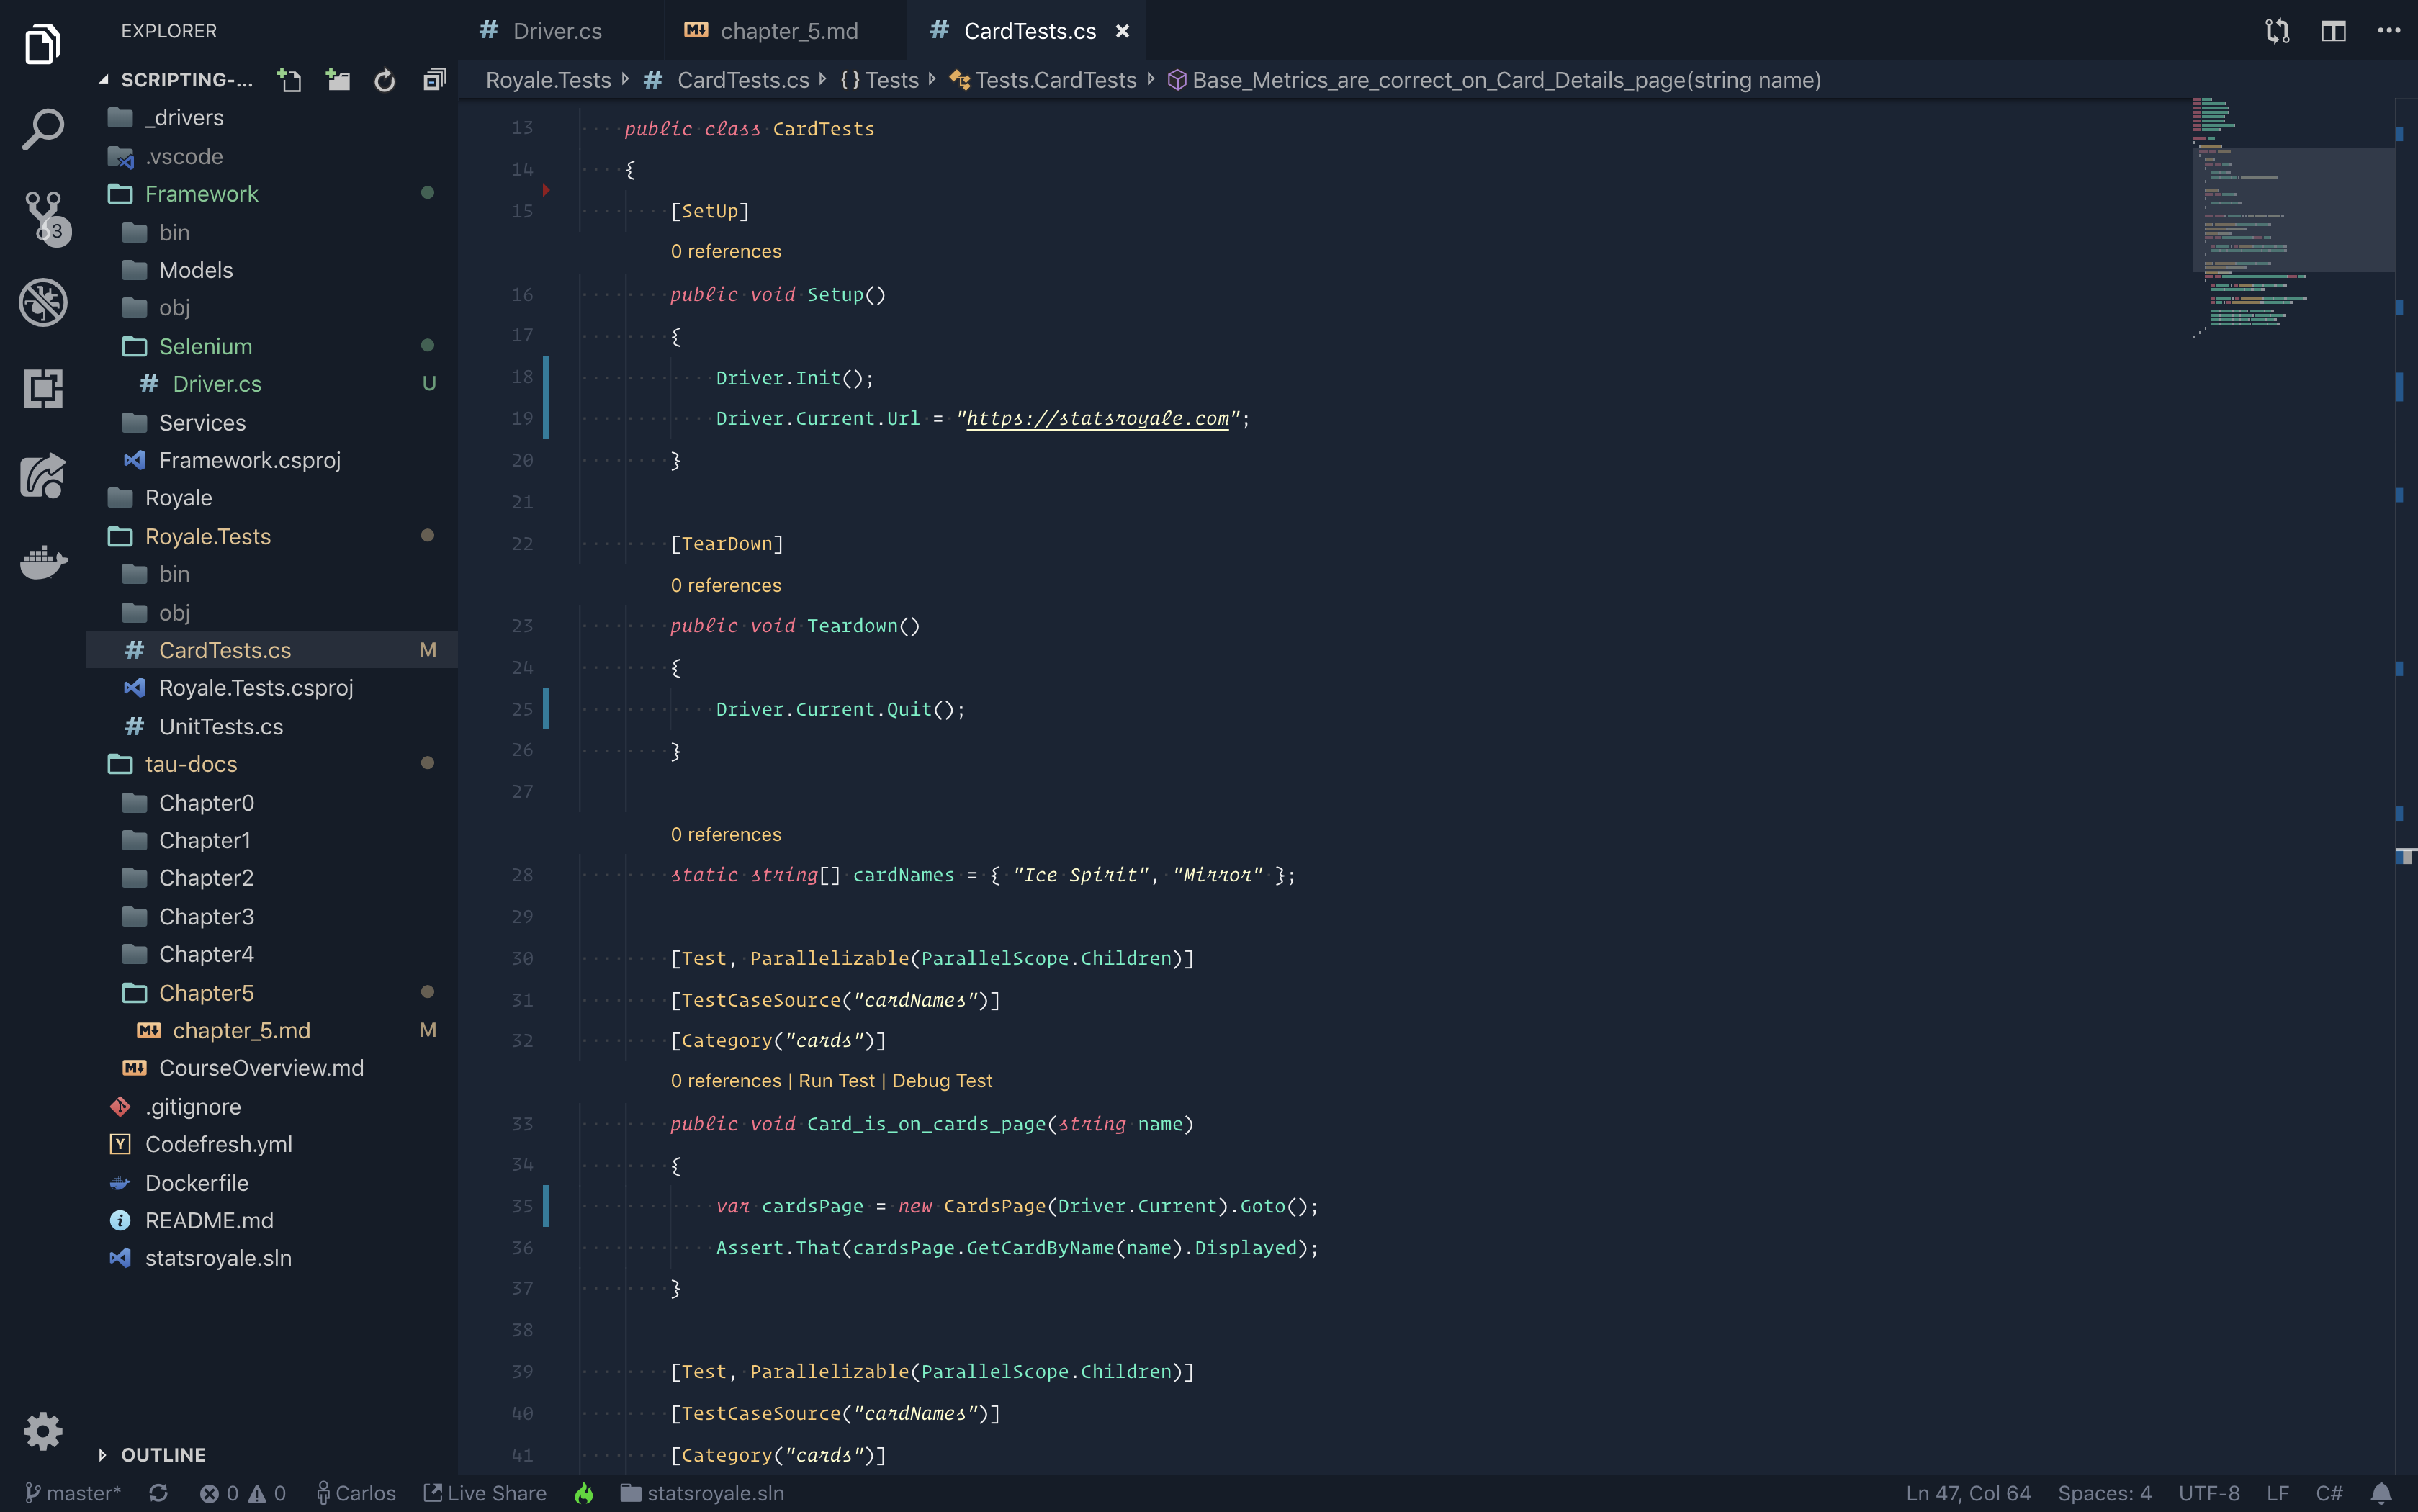 EXPLORER
SCRIPTING-...
_drivers
.vscode
Framework
bin
Models
obj
Selenium
Driver.cs U
Services
Framework.csproj
Royale
Royale.Tests
bin
obj
CardTests.cs M
Royale.Tests.csproj
UnitTests.cs
tau-docs
Chapter0
Chapter1
Chapter2
Chapter3
Chapter4
Chapter5
chapter_5.md M
CourseOverview.md
.gitignore
Codefresh.yml
Dockerfile
README.md
statsroyale.sln
OUTLINE
3
Driver.cs chapter_5.md CardTests.cs
Royale.Tests CardTests.cs {} Tests Tests.CardTests Base_Metrics_are_correct_on_Card_Details_page(string name)
13 public class CardTests
14 {
15 [SetUp]
0 references
16 public void Setup()
17 {
18 Driver.Init();
19 Driver.Current.Url = "https://statsroyale.com";
20 }
21
22 [TearDown]
0 references
23 public void Teardown()
24 {
25 Driver.Current.Quit();
26 }
27
0 references
28 static string[] cardNames = { "Ice Spirit", "Mirror" };
29
30 [Test, Parallelizable(ParallelScope.Children)]
31 [TestCaseSource("cardNames")]
32 [Category("cards")]
0 references | Run Test | Debug Test
33 public void Card_is_on_cards_page(string name)
34 {
35 var cardsPage = new CardsPage(Driver.Current).Goto();
36 Assert.That(cardsPage.GetCardByName(name).Displayed);
37 }
38
39 [Test, Parallelizable(ParallelScope.Children)]
40 [TestCaseSource("cardNames")]
41 [Category("cards")]
master* 0 0 Carlos Live Share statsroyale.sln Ln 47, Col 64 Spaces: 4 UTF-8 LF C#